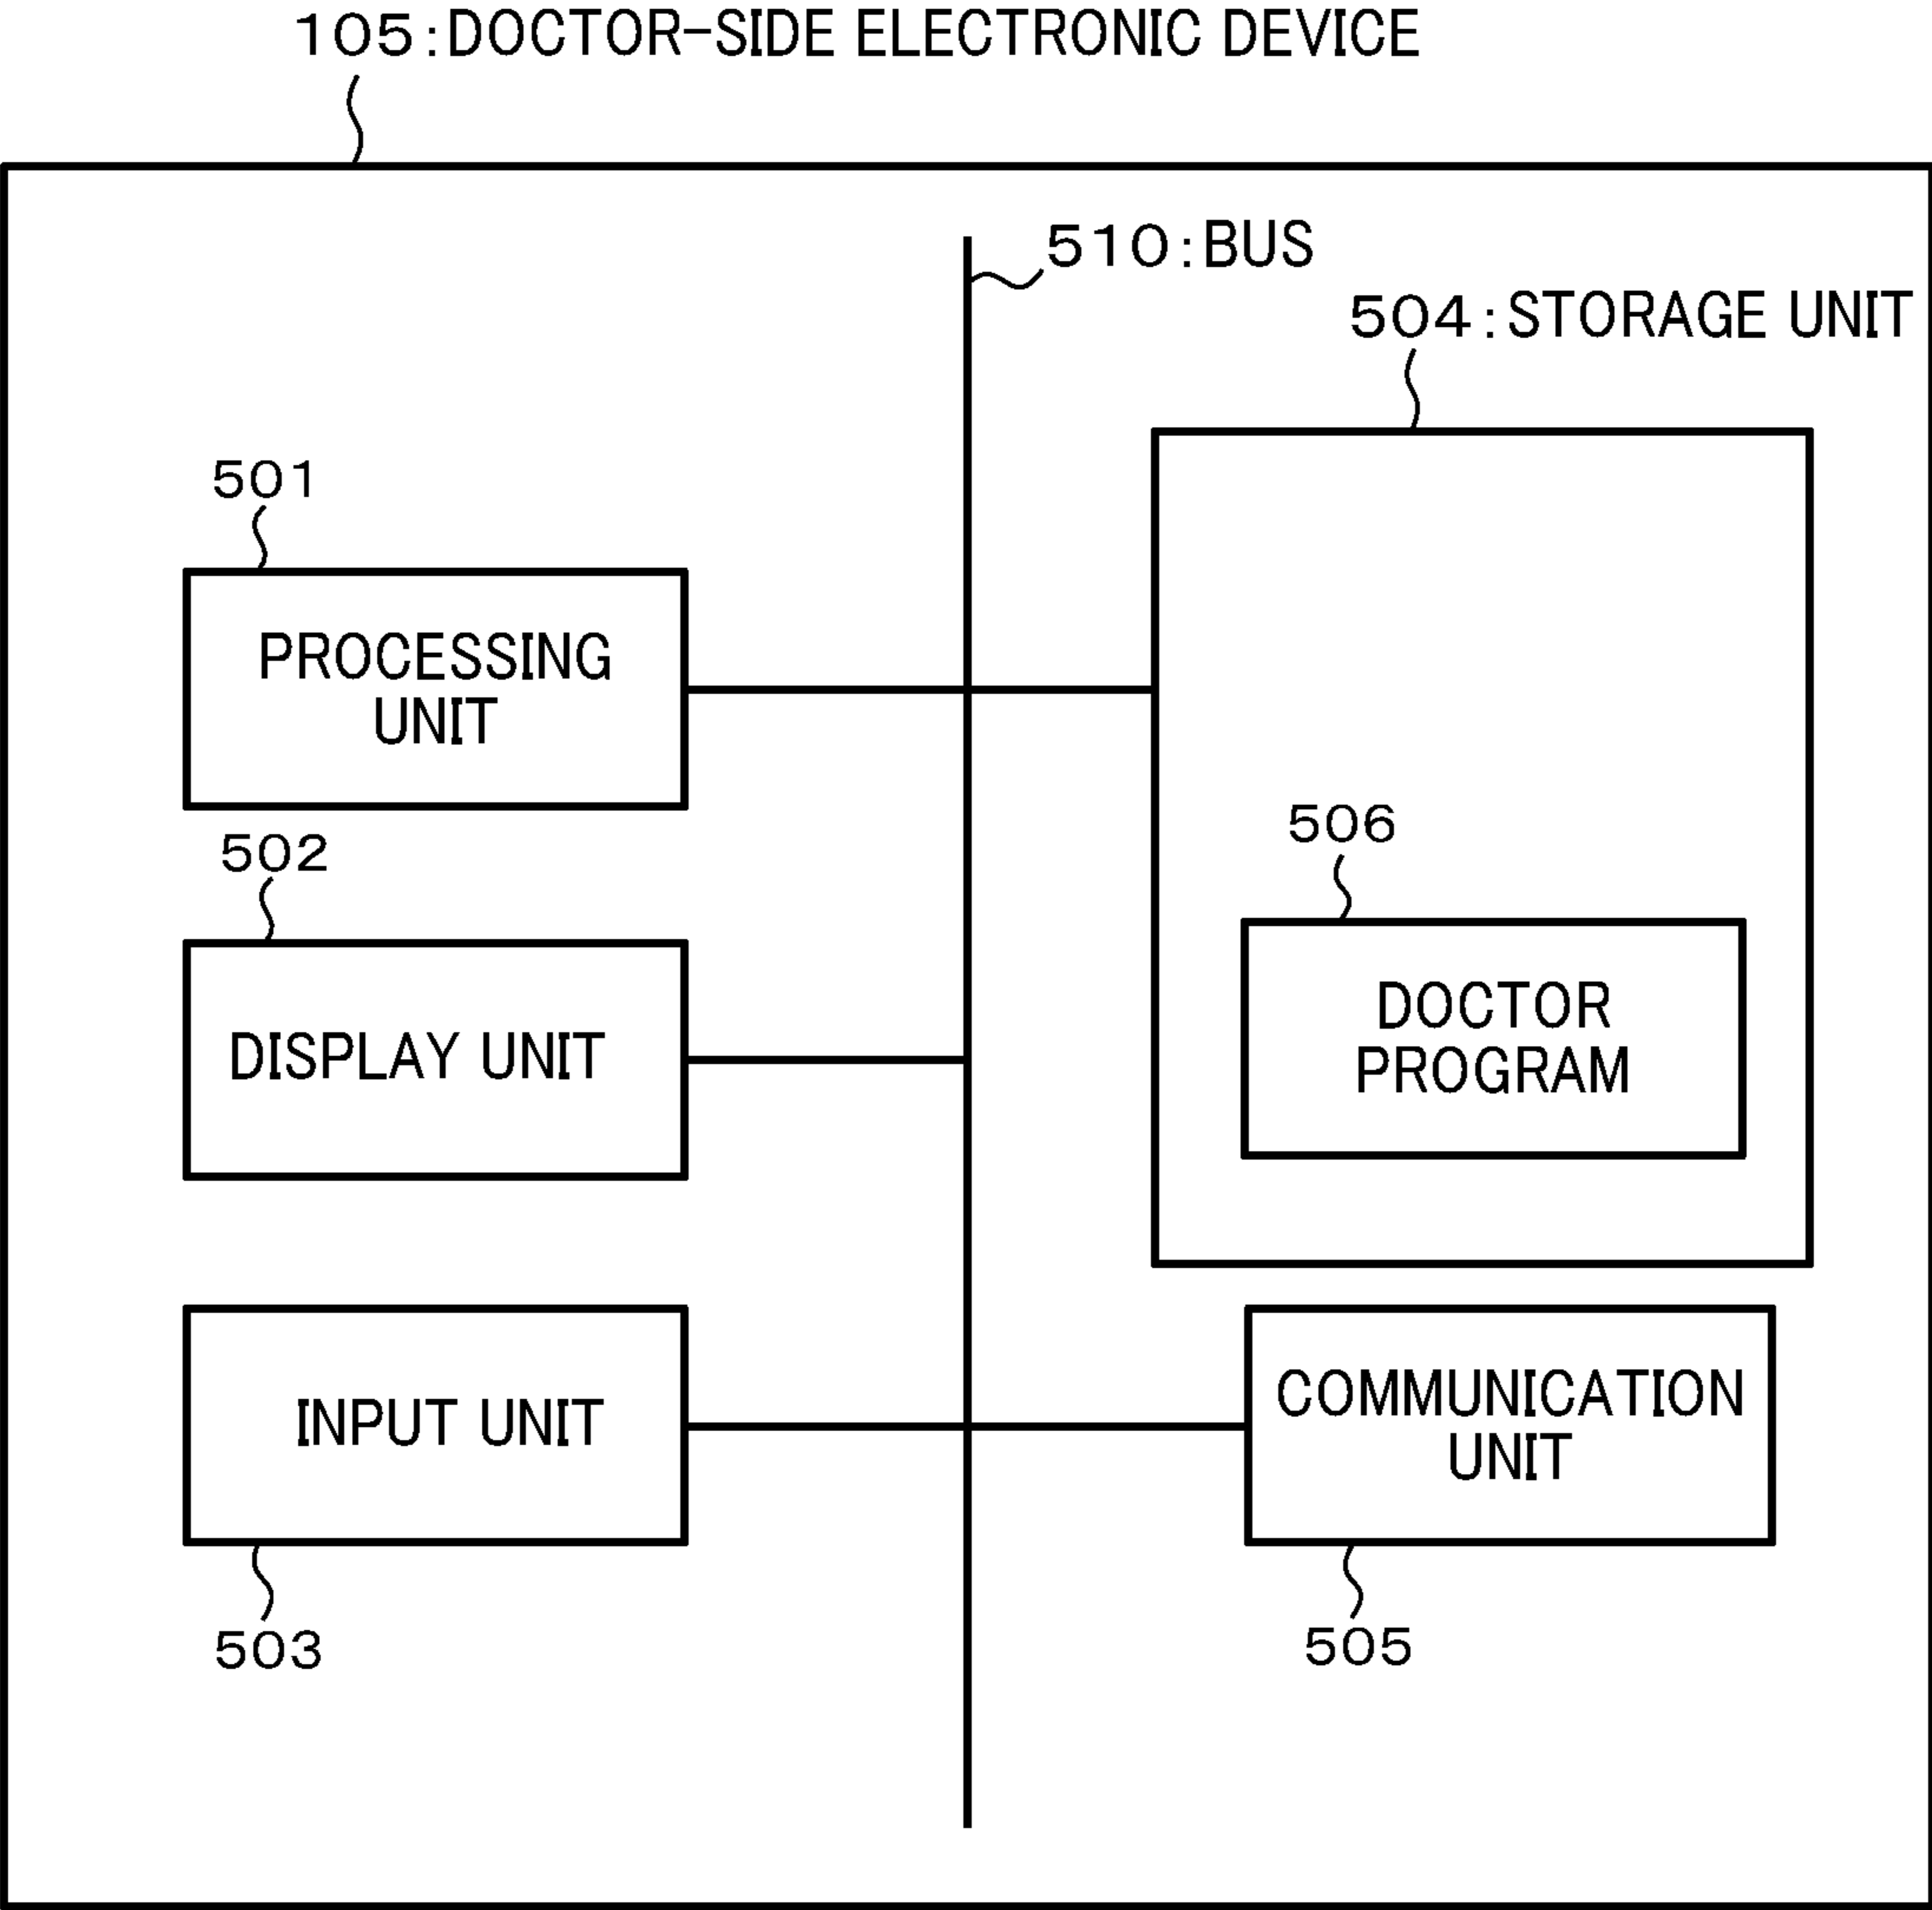 105:DOCTOR-SIDE ELECTRONIC DEVICE
510:BUS
504:STORAGE UNIT
501
PROCESSING
UNIT
502
DISPLAY UNIT
506
DOCTOR
PROGRAM
INPUT UNIT
503
COMMUNICATION
UNIT
505